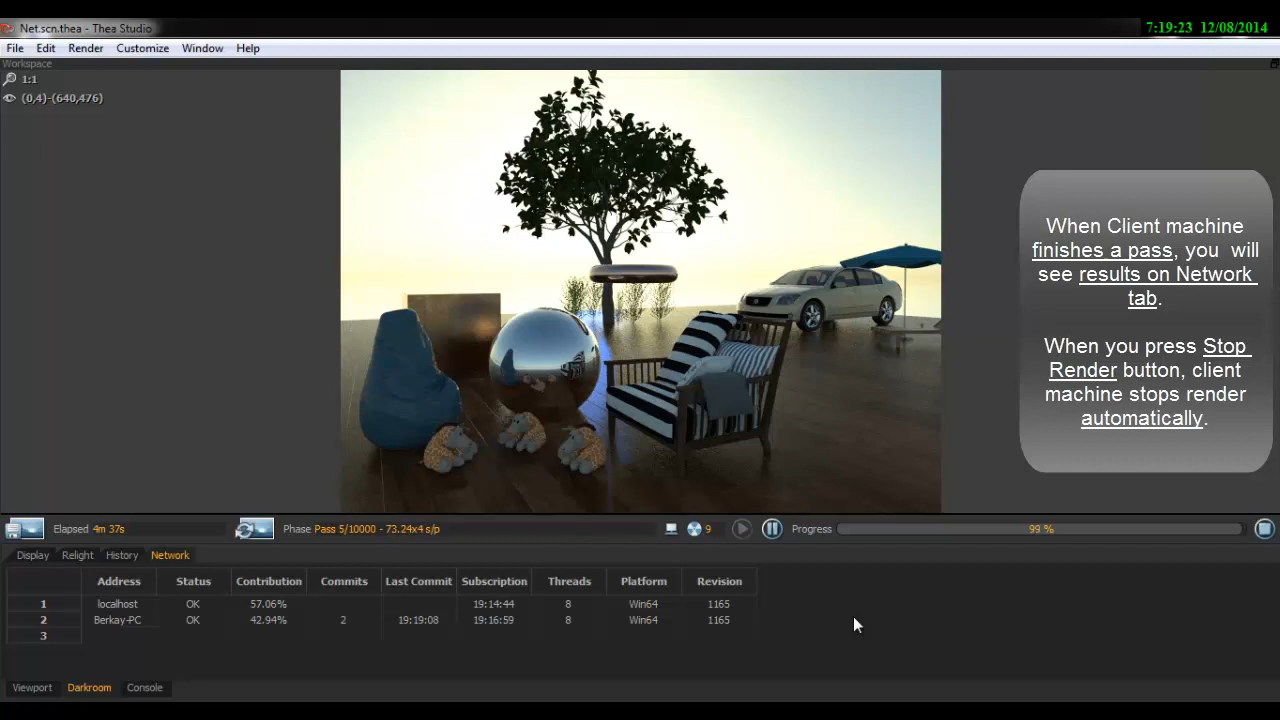 Net.scn.thea - Thea Studio
7:19:23 12/08/2014
File Edit Render Customize Window Help
Workspace
1:1
(0,4)-(640,476)
When Client machine
finishes a pass, you will
see results on Network
tab.
When you press Stop
Render button, client
machine stops render
automatically.
Elapsed 4m 37s Phase Pass 5/10000 - 73.24x4 s/p 9 Progress 99 %
Display Relight History Network
Address Status Contribution Commits Last Commit Subscription Threads Platform Revision
1 localhost OK 57.06% 19:14:44 8 Win64 1165
2 Berkay-PC OK 42.94% 2 19:19:08 19:16:59 8 Win64 1165
3
Viewport Darkroom Console